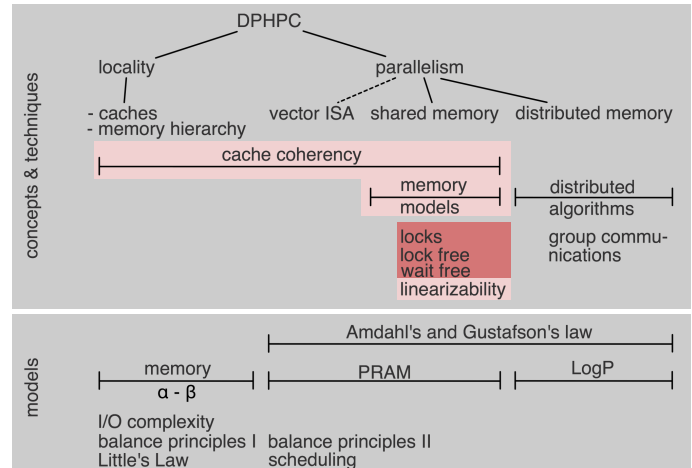 DPHPC
locality
parallelism
- caches
- memory hierarchy
vector ISA
shared memory
distributed memory
cache coherency
memory
models
distributed
algorithms
locks
lock free
wait free
linearizability
group commu-
nications
concepts & techniques
Amdahl's and Gustafson's law
memory
α - β
PRAM
LogP
I/O complexity
balance principles I
Little's Law
balance principles II
scheduling
models